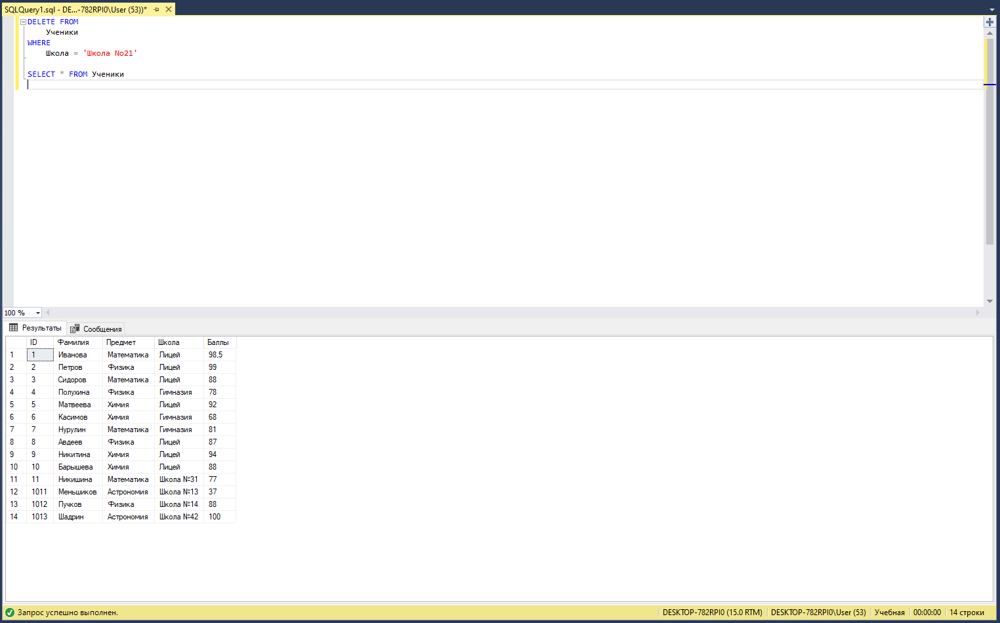 SQLQuery1.sql - DE...-782RPI0\User (53))*
DELETE FROM
Ученики
WHERE
Школа = 'Школа No21'
SELECT * FROM Ученики
100 %
Результаты Сообщения
ID Фамилия Предмет Школа Баллы
1 1 Иванова Математика Лицей 98,5
2 2 Петров Физика Лицей 99
3 3 Сидоров Математика Лицей 88
4 4 Полухина Физика Гимназия 78
5 5 Матвеева Химия Лицей 92
6 6 Касимов Химия Гимназия 68
7 7 Нурулин Математика Гимназия 81
8 8 Авдеев Физика Лицей 87
9 9 Никитина Химия Лицей 94
10 10 Барышева Химия Лицей 88
11 11 Никишина Математика Школа №31 77
12 1011 Меньшиков Астрономия Школа №13 37
13 1012 Пучков Физика Школа №14 88
14 1013 Шадрин Астрономия Школа №42 100
Запрос успешно выполнен. DESKTOP-782RPI0 (15.0 RTM) DESKTOP-782RPI0\User (53) Учебная 00:00:00 14 строки